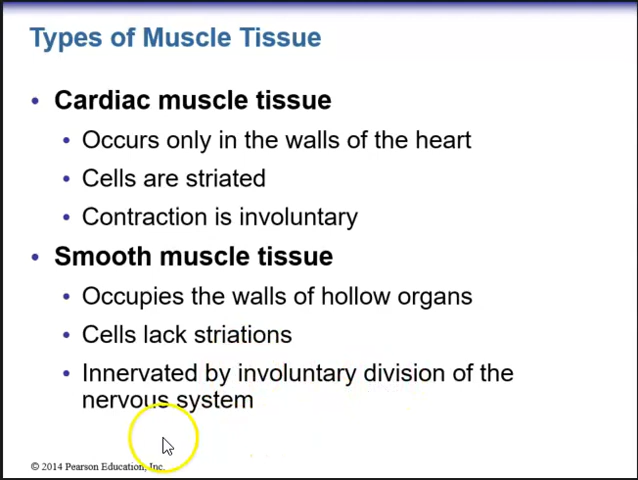 Types of Muscle Tissue
• Cardiac muscle tissue
• Occurs only in the walls of the heart
• Cells are striated
• Contraction is involuntary
• Smooth muscle tissue
• Occupies the walls of hollow organs
• Cells lack striations
• Innervated by involuntary division of the
nervous system
© 2014 Pearson Education, Inc.